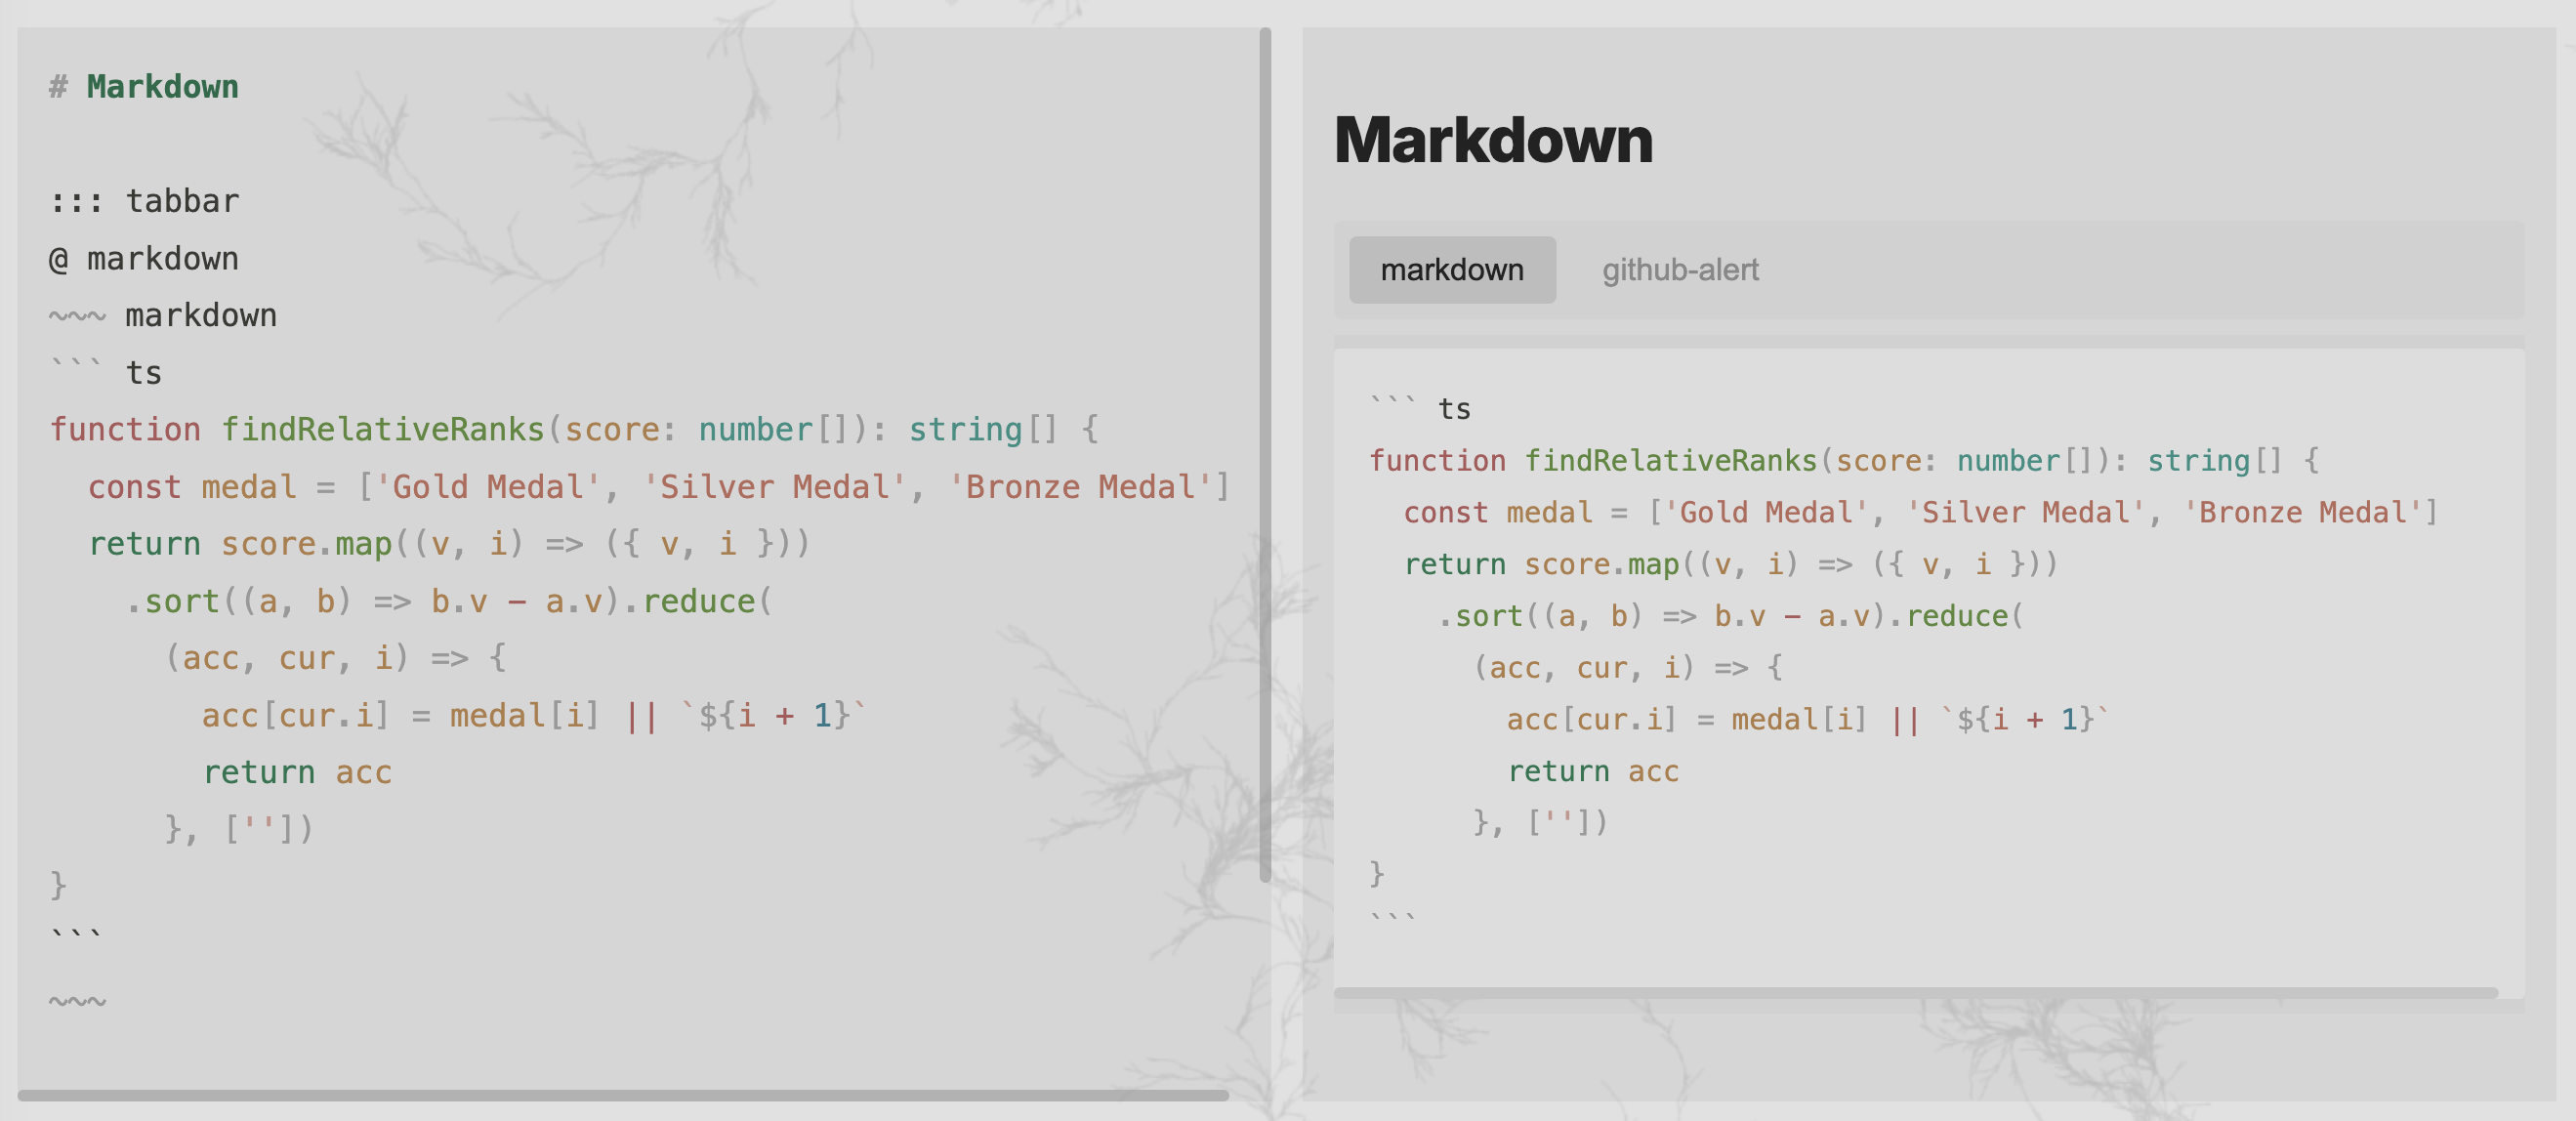 # Markdown
::: tabbar
@ markdown
~~~ markdown
``` ts
function findRelativeRanks(score: number[]): string[] {
  const medal = ['Gold Medal', 'Silver Medal', 'Bronze Medal']
  return score.map((v, i) => ({ v, i }))
    .sort((a, b) => b.v - a.v).reduce(
      (acc, cur, i) => {
        acc[cur.i] = medal[i] || `${i + 1}`
        return acc
      }, [''])
}
```
~~~
Markdown
markdown github-alert
``` ts
function findRelativeRanks(score: number[]): string[] {
  const medal = ['Gold Medal', 'Silver Medal', 'Bronze Medal']
  return score.map((v, i) => ({ v, i }))
    .sort((a, b) => b.v - a.v).reduce(
      (acc, cur, i) => {
        acc[cur.i] = medal[i] || `${i + 1}`
        return acc
      }, [''])
}
```